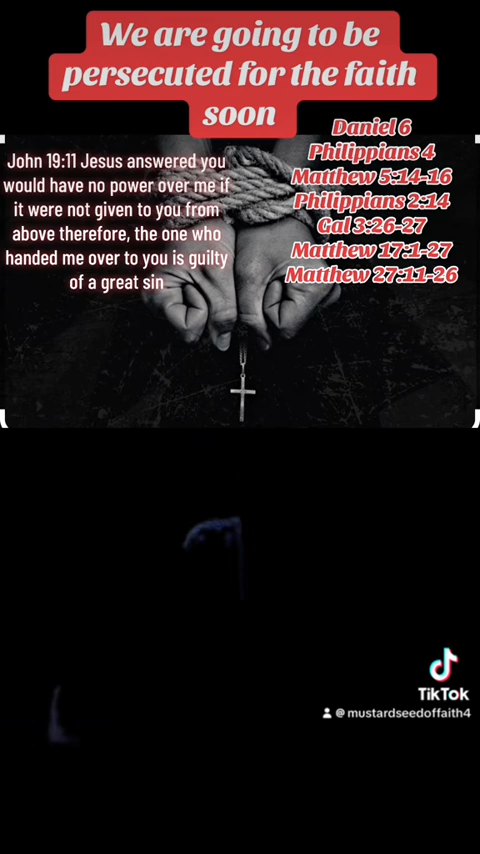 We are going to be
persecuted for the faith
soon
John 19:11 Jesus answered you
would have no power over me if
it were not given to you from
above therefore, the one who
handed me over to you is guilty
of a great sin
Daniel 6
Philippians 4
Matthew 5:14-16
Philippians 2:14
Gal 3:26-27
Matthew 17:1-27
Matthew 27:11-26
TikTok
@mustardseedoffaith4